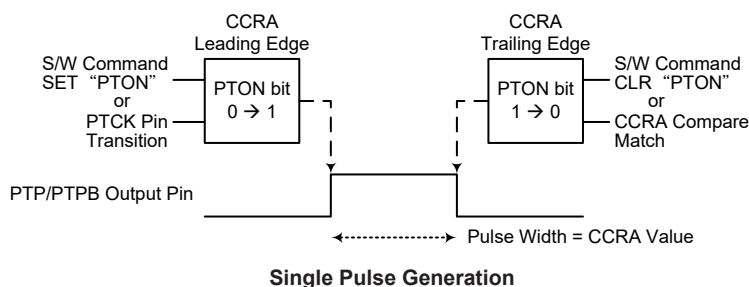 CCRA
Leading Edge
S/W Command
SET “PTON”
or
PTCK Pin
Transition
PTON bit
0 → 1
CCRA
Trailing Edge
PTON bit
1 → 0
S/W Command
CLR “PTON”
or
CCRA Compare
Match
PTP/PTPB Output Pin
Pulse Width = CCRA Value
Single Pulse Generation